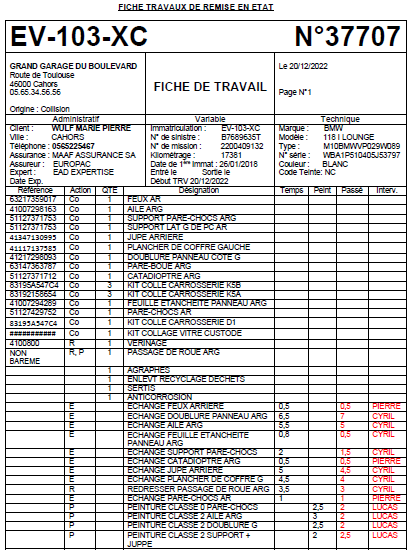 FICHE TRAVAUX DE REMISE EN ETAT
EV-103-XC N°37707
GRAND GARAGE DU BOULEVARD
Route de Toulouse
46000 Cahors
05.65.34.56.56
Origine : Collision
FICHE DE TRAVAIL
Le 20/12/2022
Page N°1
Administratif Variable Technique
Client : WULF MARIE PIERRE
Ville : CAHORS
Téléphone : 0565225467
Assurance : MAAF ASSURANCE SA
Assureur : EUROPAC
Expert : EAD EXPERTISE
Date Exp.
Immatriculation : EV-103-XC
N° de sinistre : B7689635T
N° de mission : 2200409132
Kilométrage : 17381
Date de 1ère Immat : 26/01/2018
Entré le Sortie le
Début TRV 20/12/2022
Marque : BMW
Modèle : 118 I LOUNGE
Type : M10BMWVP029W089
N° série : WBA1P510405J53797
Couleur : BLANC
Code Teinte: NC
Référence Action QTE Désignation Temps Peint Passé Interv.
63217359017 Co 1 FEUX AR
41007298163 Co 1 AILE ARG
51127371753 Co 1 SUPPORT PARE-CHOCS ARG
51127371753 Co 1 SUPPORT LAT G DE PC AR
41347130995 Co 1 JUPE ARRIERE
41117137585 Co 1 PLANCHER DE COFFRE GAUCHE
41217298093 Co 1 DOUBLURE PANNEAU COTE G
63147363787 Co 1 PARE-BOUE ARG
51127371712 Co 1 CATADIOPTRE ARG
83195A547C4 Co 3 KIT COLLE CARROSSERIE K5B
83192158654 Co 3 KIT COLLE CARROSSERIE K5A
41007294289 Co 1 FEUILLE ETANCHEITE PANNEAU ARG
51127429752 Co 1 PARE-CHOCS AR
83195A547C4 Co 1 KIT COLLE CARROSSERIE D1
########### Co 1 KIT COLLAGE VITRE CUSTODE
4100800 R 1 VERINAGE
NON BAREME R, P 1 PASSAGE DE ROUE ARG
1 AGRAPHES
1 ENLEVT RECYCLAGE DECHETS
1 SERTIS
1 ANTICORROSION
E ECHANGE FEUX ARRIERE 0,5 0,5 PIERRE
E ECHANGE DOUBLURE PANNEAU ARG 6,5 7 CYRIL
E ECHANGE AILE ARG 5,5 5 CYRIL
E ECHANGE FEUILLE ETANCHEITE PANNEAU ARG 0,8 0,5 CYRIL
E ECHANGE SUPPORT PARE-CHOCS 2 1,5 CYRIL
E ECHANGE CATADIOPTRE ARG 0,5 0,5 PIERRE
E ECHANGE JUPE ARRIERE 5 4,5 CYRIL
E ECHANGE PLANCHER DE COFFRE G 4,5 4 CYRIL
R REDRESSER PASSAGE DE ROUE ARG 3,5 3 CYRIL
E ECHANGE PARE-CHOCS AR 1 1 PIERRE
P PEINTURE CLASSE 0 PARE-CHOCS 2,5 2 LUCAS
P PEINTURE CLASSE 2 AILE ARG 3 2 LUCAS
P PEINTURE CLASSE 2 DOUBLURE G 2,5 2 LUCAS
P PEINTURE CLASSE 2 SUPPORT + JUPPE 2,5 2 LUCAS